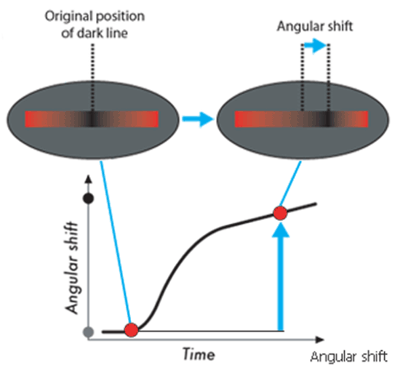 Original position
of dark line
Angular shift
Angular shift
Time
Angular shift